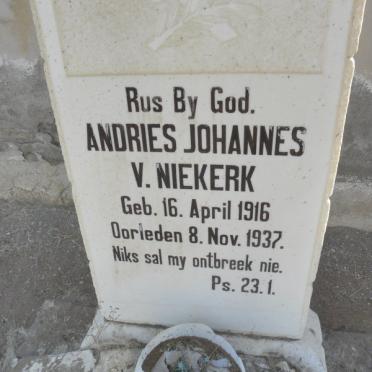 Rus By God.
ANDRIES JOHANNES
V. NIEKERK
Geb. 16. April 1916
Oorleden 8. Nov. 1937.
Niks sal my ontbreek nie.
Ps. 23.1.